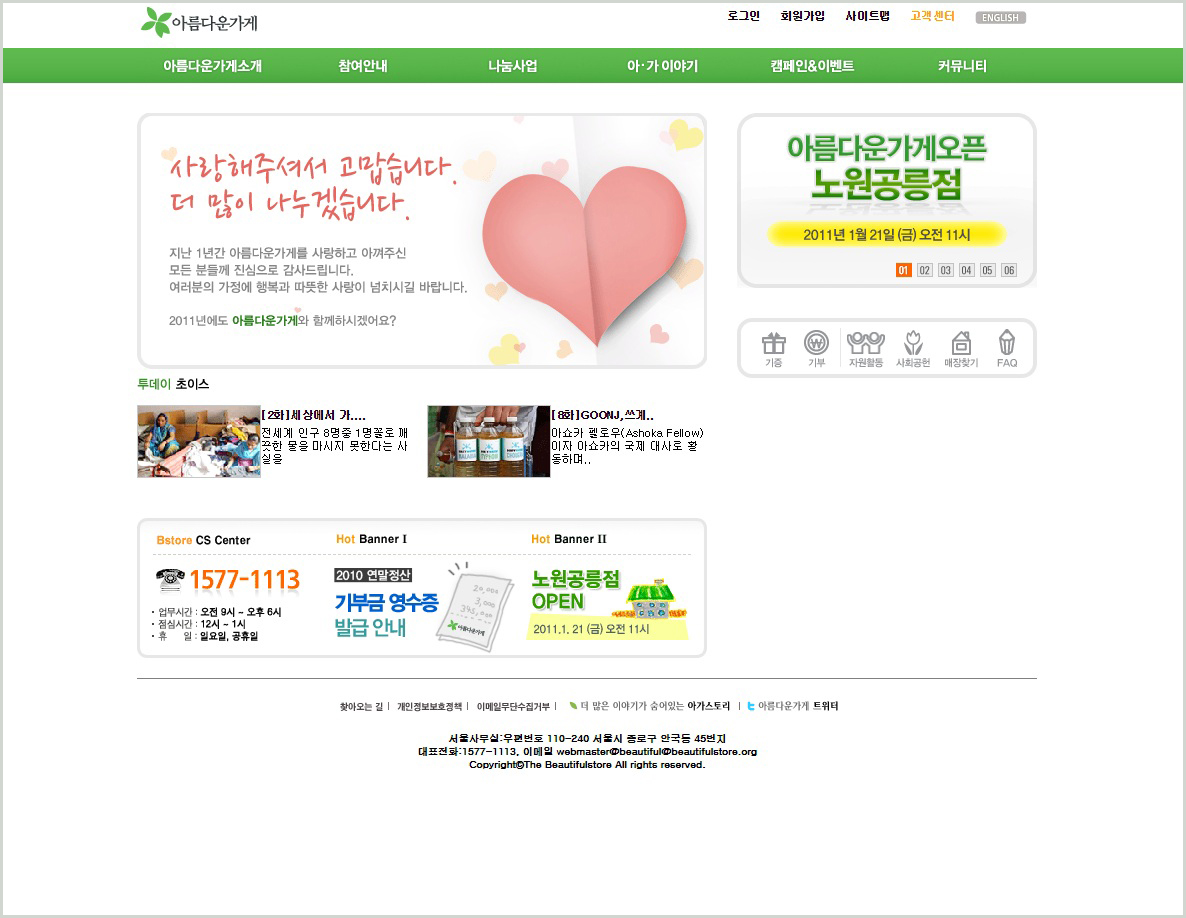 아름다운가게
로그인 회원가입 사이트맵 고객센터 ENGLISH
아름다운가게소개 참여안내 나눔사업 아·가 이야기 캠페인&이벤트 커뮤니티
사랑해주셔서 고맙습니다.
더 많이 나누겠습니다.
지난 1년간 아름다운가게를 사랑하고 아껴주신
모든 분들께 진심으로 감사드립니다.
여러분의 가정에 행복과 따뜻한 사랑이 넘치시길 바랍니다.
2011년에도 아름다운가게와 함께하시겠어요?
아름다운가게오픈
노원공릉점
2011년 1월 21일 (금) 오전 11시
01 02 03 04 05 06
기증 기부 자원활동 사회공헌 매장찾기 FAQ
투데이 초이스
[2화]세상에서 가....
전세계 인구 8명중 1명꼴로 깨
끗한 물을 마시지 못한다는 사
실을
[8화]GOONJ,쓰게..
아쇼카 펠로우(Ashoka Fellow)
이자 아쇼카의 국제 대사로 활
동하며..
Bstore CS Center
1577-1113
· 업무시간 : 오전 9시 ~ 오후 6시
· 점심시간 : 12시 ~ 1시
· 휴 일 : 일요일, 공휴일
Hot Banner I
2010 연말정산
기부금 영수증
발급 안내
아름다운가게
Hot Banner II
노원공릉점
OPEN
2011.1. 21 (금) 오전 11시
찾아오는 길 | 개인정보보호정책 | 이메일무단수집거부 | 더 많은 이야기가 숨어있는 아가스토리 | 아름다운가게 트위터
서울사무실:우편번호 110-240 서울시 종로구 안국동 45번지
대표전화:1577-1113, 이메일 webmaster@beautiful@beautifulstore.org
Copyright©The Beautifulstore All rights reserved.